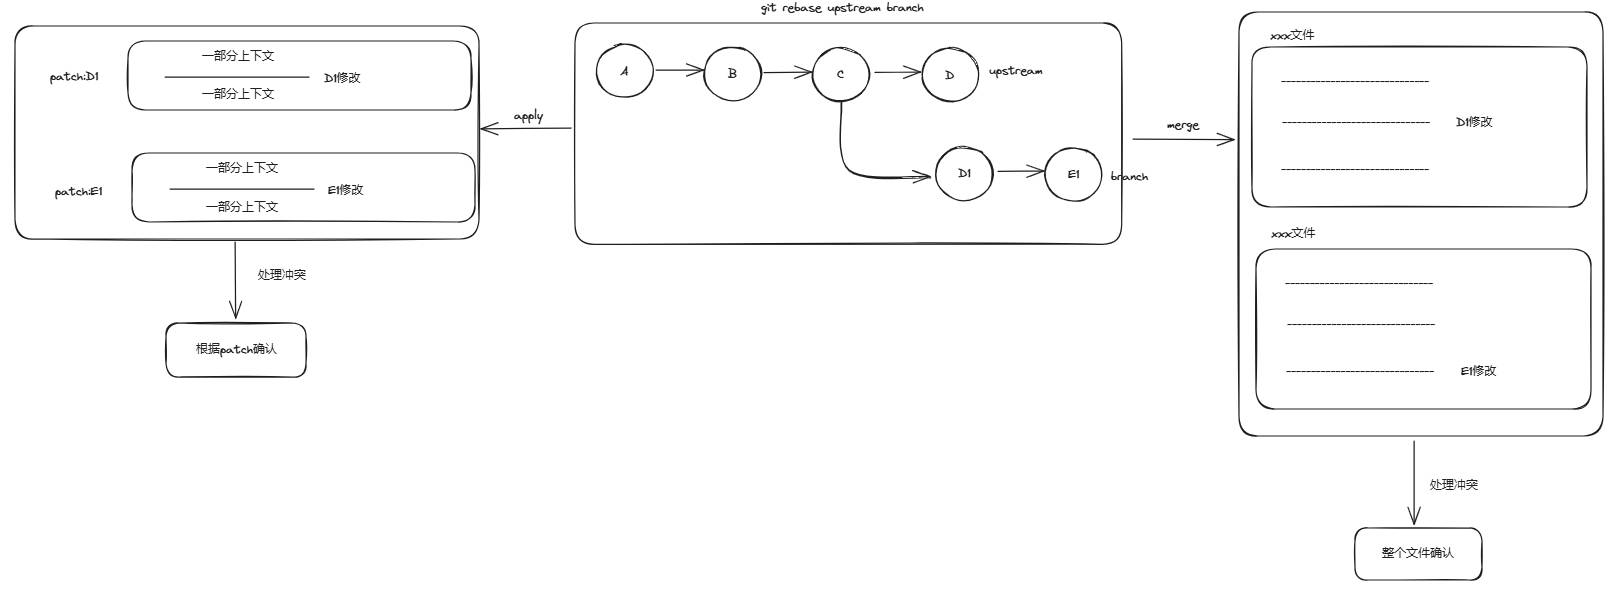 git rebase upstream branch
patch:D1
一部分上下文
D1修改
一部分上下文
patch:E1
一部分上下文
E1修改
一部分上下文
处理冲突
根据patch确认
apply
A
B
C
D
upstream
D1
E1
branch
merge
xxx文件
-------------------------------
------------------------------- D1修改
-------------------------------
xxx文件
-------------------------------
-------------------------------
------------------------------- E1修改
处理冲突
整个文件确认